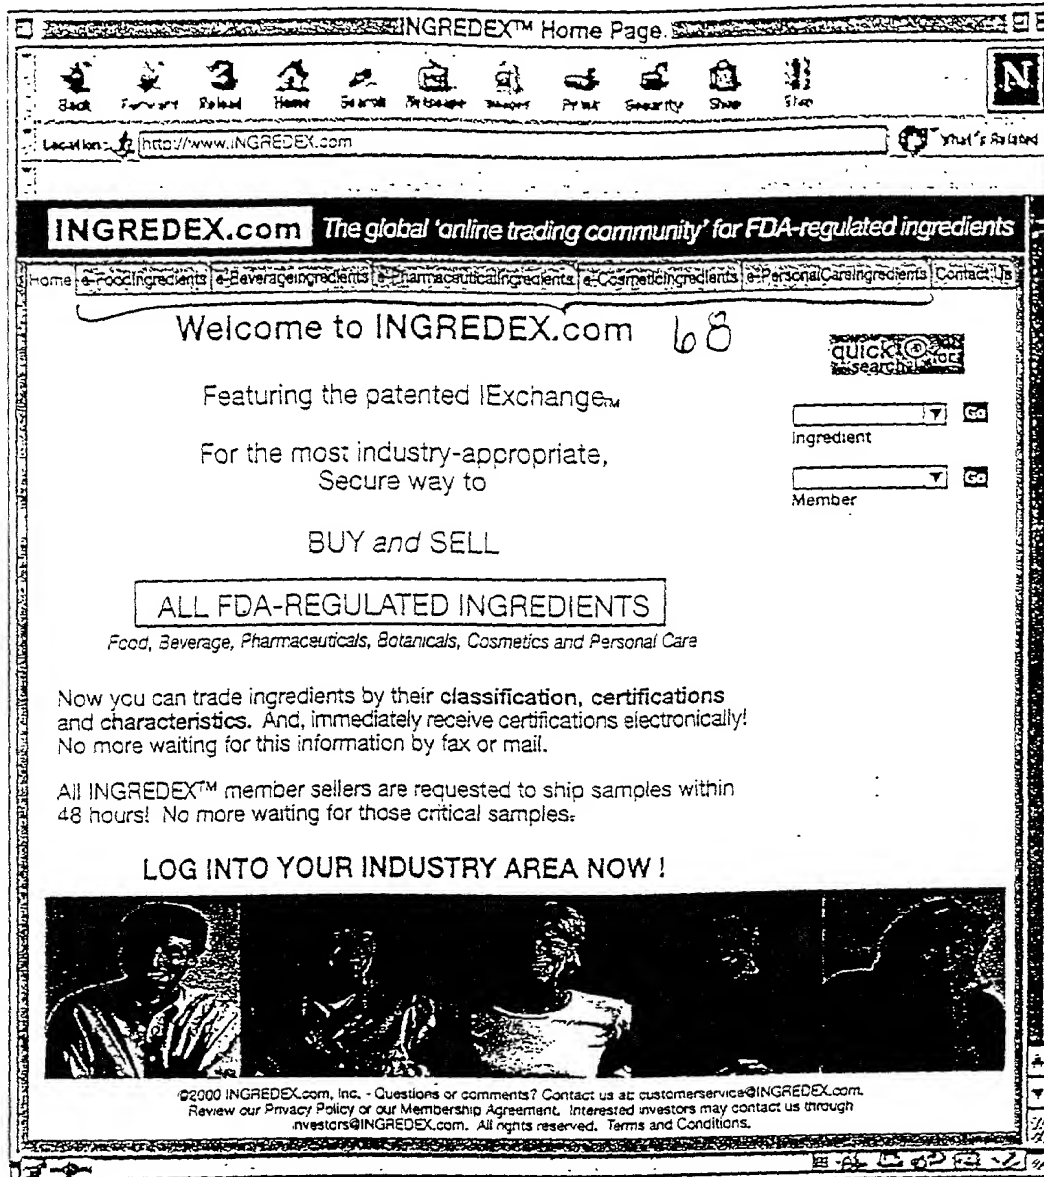 INGREDEX™ Home Page
Back Forward Reload Home Search Netscape Images Print Security Shop Stop
N
Location: http://www.INGREDEX.com What's Related
INGREDEX.com The global 'online trading community' for FDA-regulated ingredients
Home e-FoodIngredients e-BeverageIngredients e-PharmaceuticalIngredients e-CosmeticIngredients e-PersonalCareIngredients Contact Us
Welcome to INGREDEX.com 68
quick search
Featuring the patented IExchange™
Go
Ingredient
For the most industry-appropriate,
Secure way to
Go
Member
BUY and SELL
ALL FDA-REGULATED INGREDIENTS
Food, Beverage, Pharmaceuticals, Botanicals, Cosmetics and Personal Care
Now you can trade ingredients by their classification, certifications
and characteristics. And, immediately receive certifications electronically!
No more waiting for this information by fax or mail.
All INGREDEX™ member sellers are requested to ship samples within
48 hours! No more waiting for those critical samples.
LOG INTO YOUR INDUSTRY AREA NOW !
©2000 INGREDEX.com, Inc. - Questions or comments? Contact us at: customerservice@INGREDEX.com.
Review our Privacy Policy or our Membership Agreement. Interested investors may contact us through
investors@INGREDEX.com. All rights reserved. Terms and Conditions.